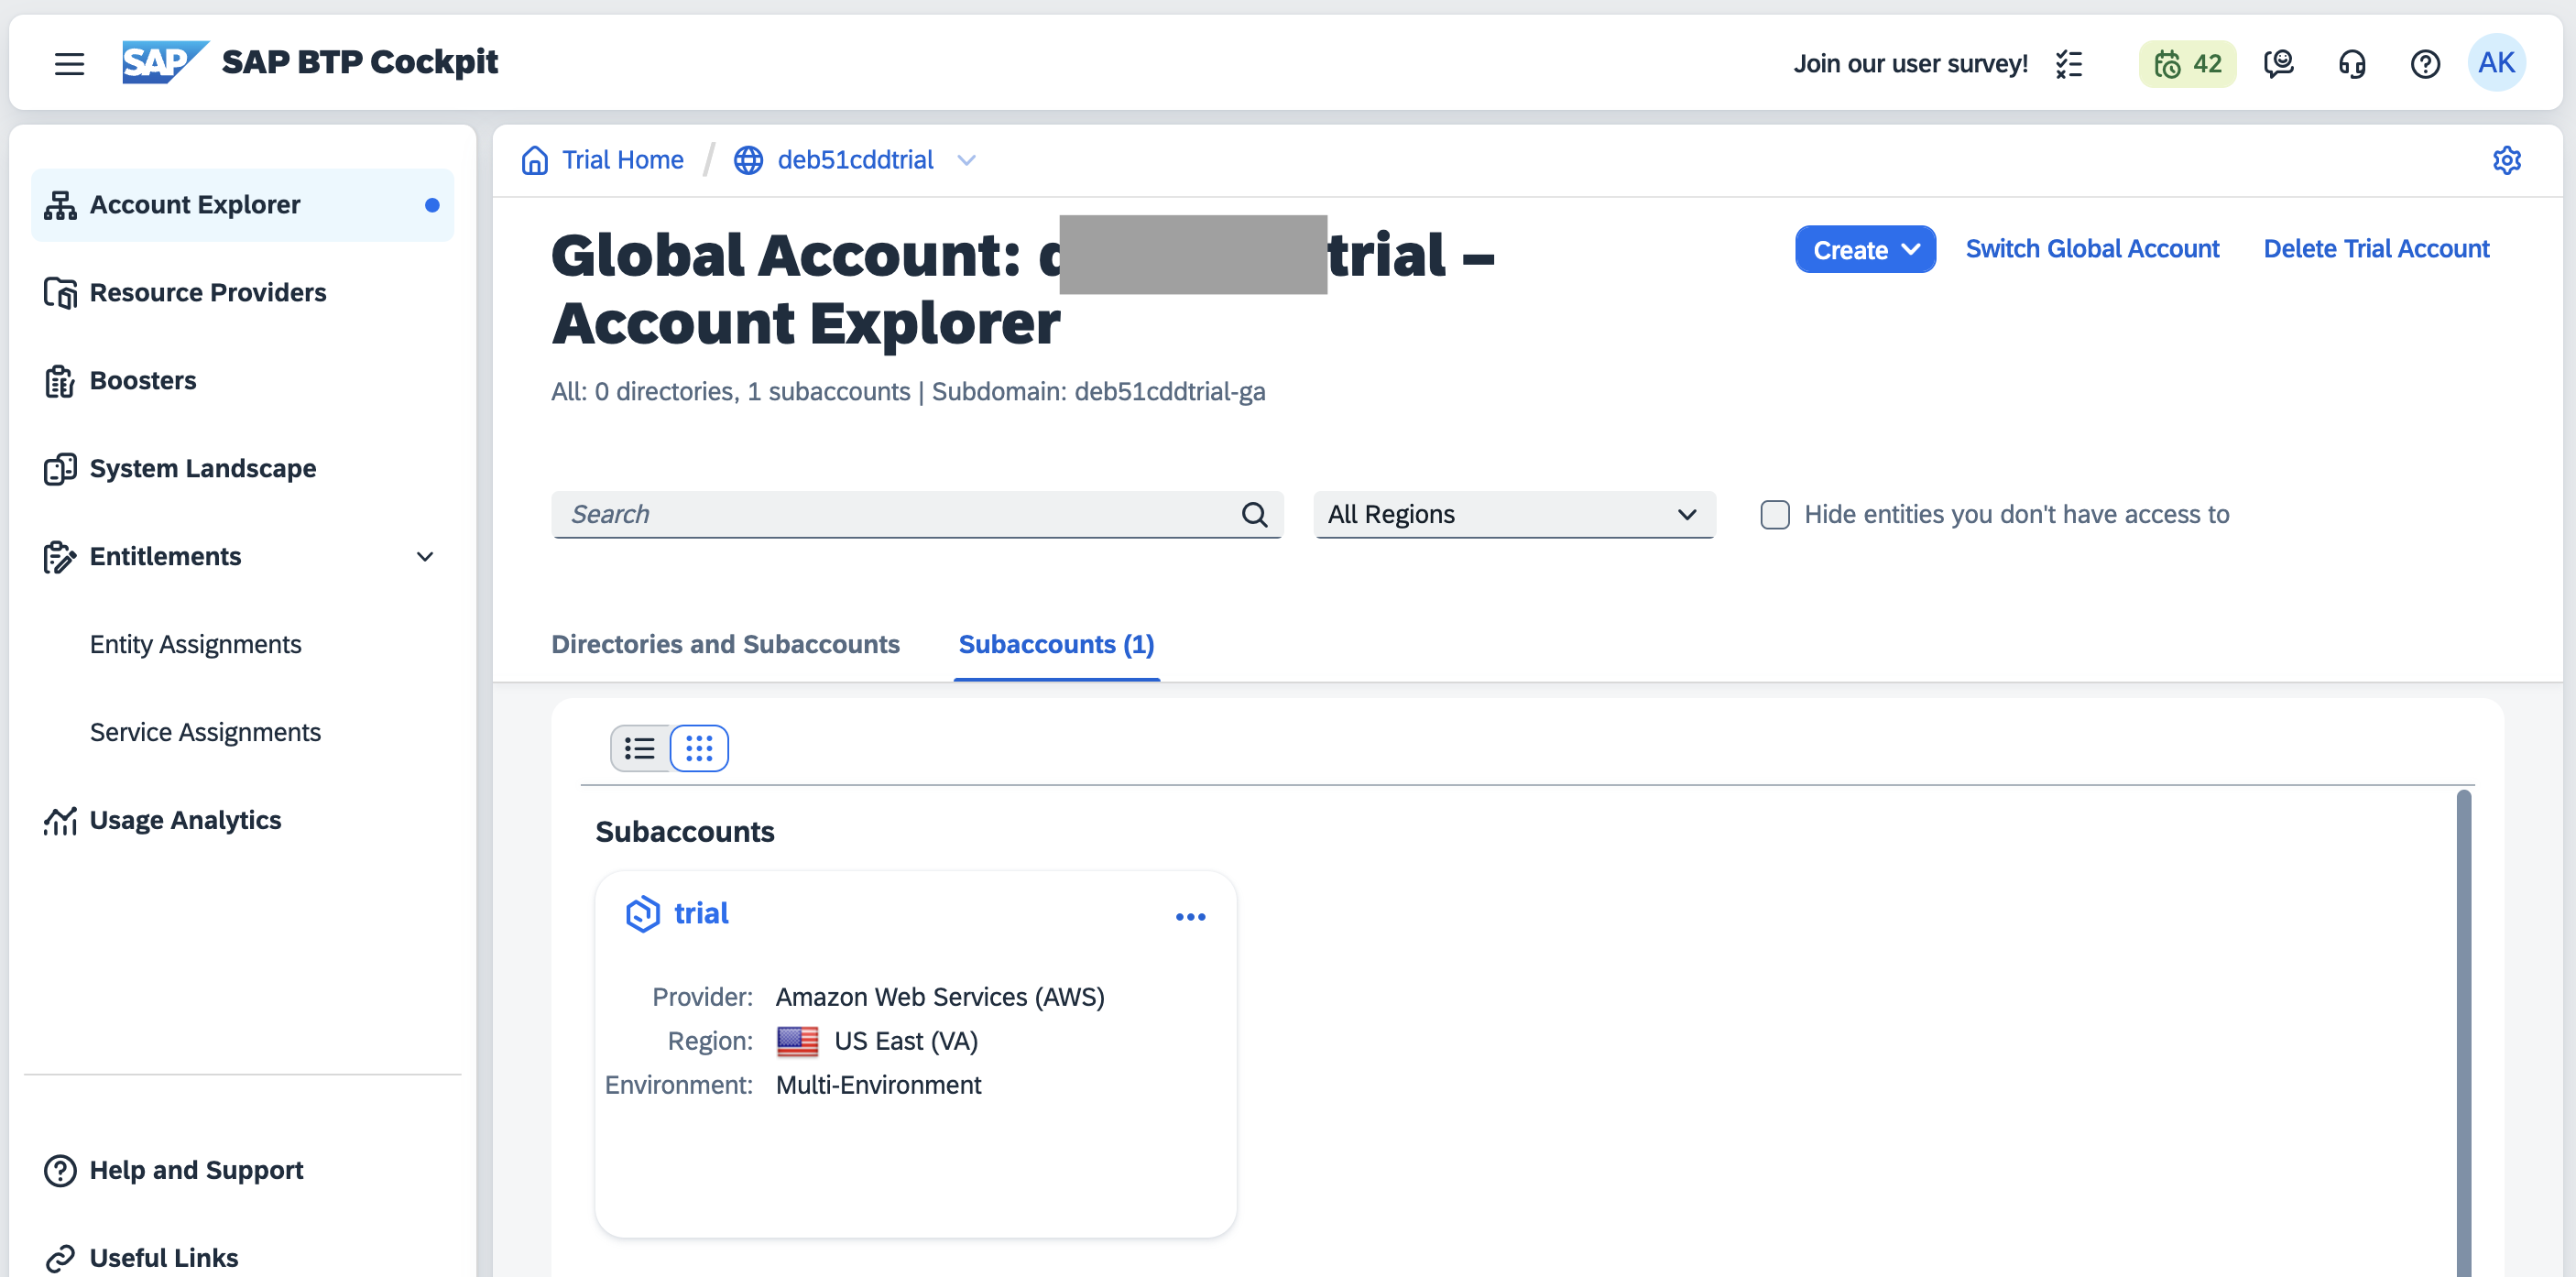 SAP SAP BTP Cockpit
Join our user survey!
42
AK
Account Explorer
Resource Providers
Boosters
System Landscape
Entitlements
Entity Assignments
Service Assignments
Usage Analytics
Help and Support
Useful Links
Trial Home / deb51cddtrial
Global Account: d trial –
Account Explorer
Create
Switch Global Account
Delete Trial Account
All: 0 directories, 1 subaccounts | Subdomain: deb51cddtrial-ga
Search
All Regions
Hide entities you don't have access to
Directories and Subaccounts
Subaccounts (1)
Subaccounts
trial
Provider: Amazon Web Services (AWS)
Region: US East (VA)
Environment: Multi-Environment